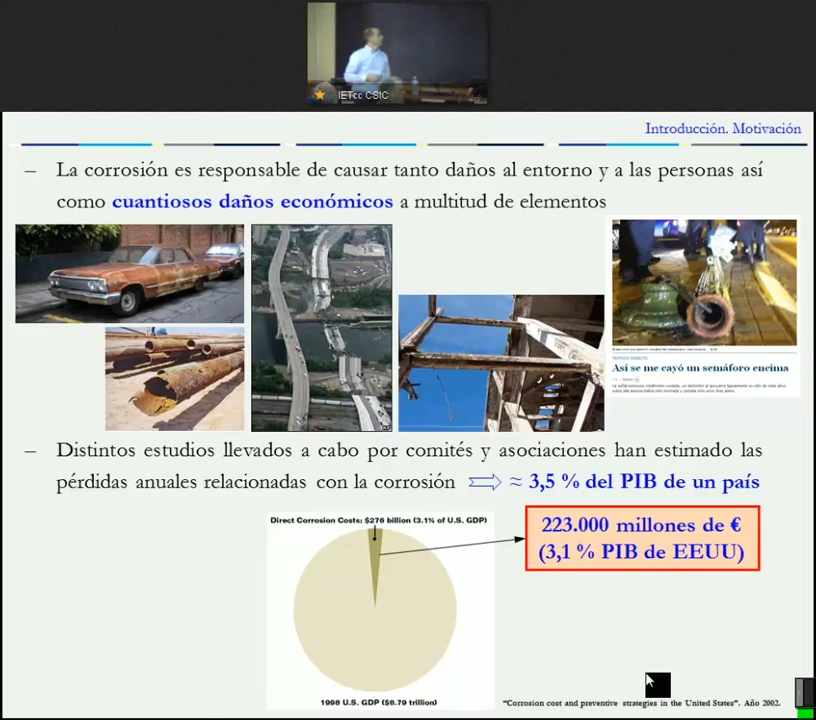 IETcc CSIC
Introducción. Motivación
– La corrosión es responsable de causar tanto daños al entorno y a las personas así
como cuantiosos daños económicos a multitud de elementos
Así se me cayó un semáforo encima
– Distintos estudios llevados a cabo por comités y asociaciones han estimado las
pérdidas anuales relacionadas con la corrosión ⇨ ≈ 3,5 % del PIB de un país
Direct Corrosion Costs: $276 billion (3.1% of U.S. GDP)
223.000 millones de €
(3,1 % PIB de EEUU)
1998 U.S. GDP ($8.79 trillion)
"Corrosion cost and preventive strategies in the United States". Año 2002.